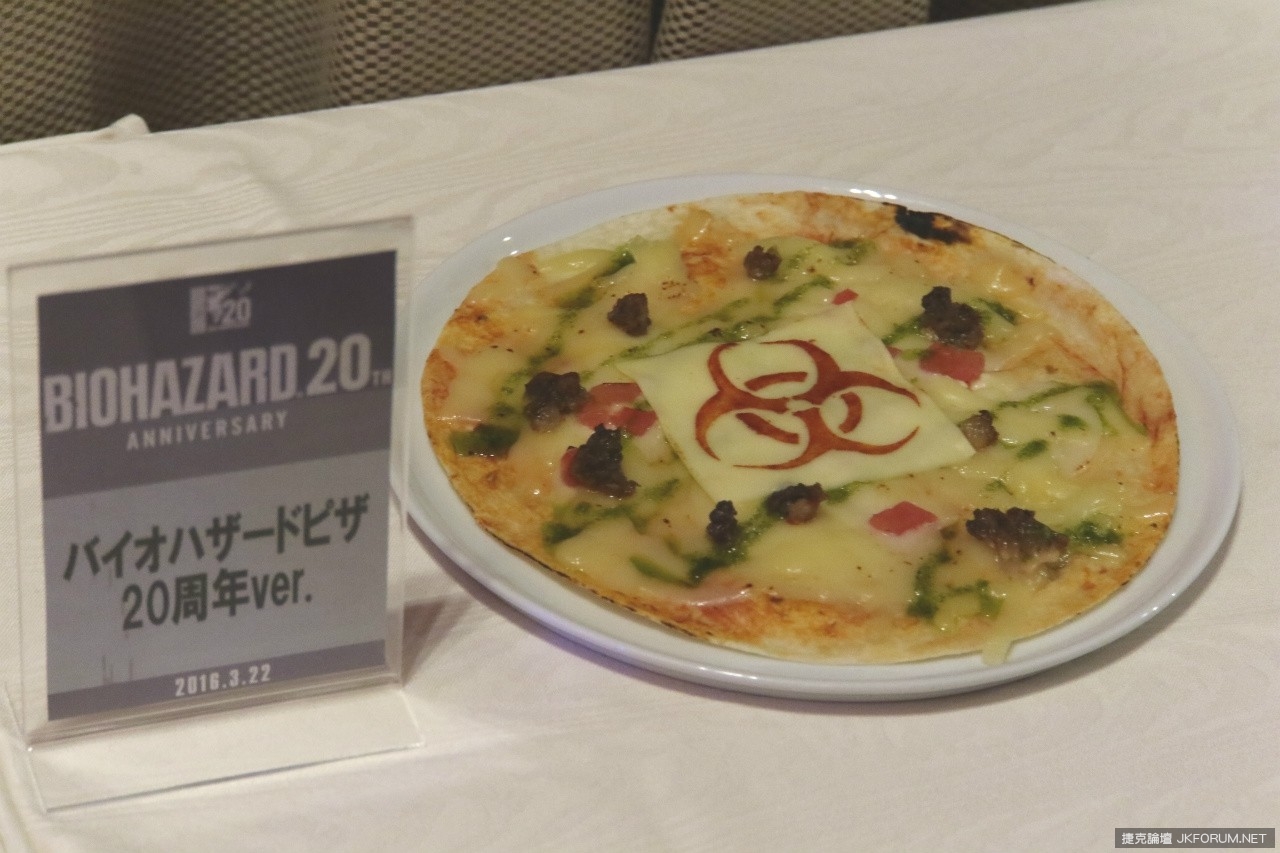 20
BIOHAZARD. 20TH
ANNIVERSARY
バイオハザードピザ
20周年ver.
2016.3.22
捷克論壇 JKFORUM.NET